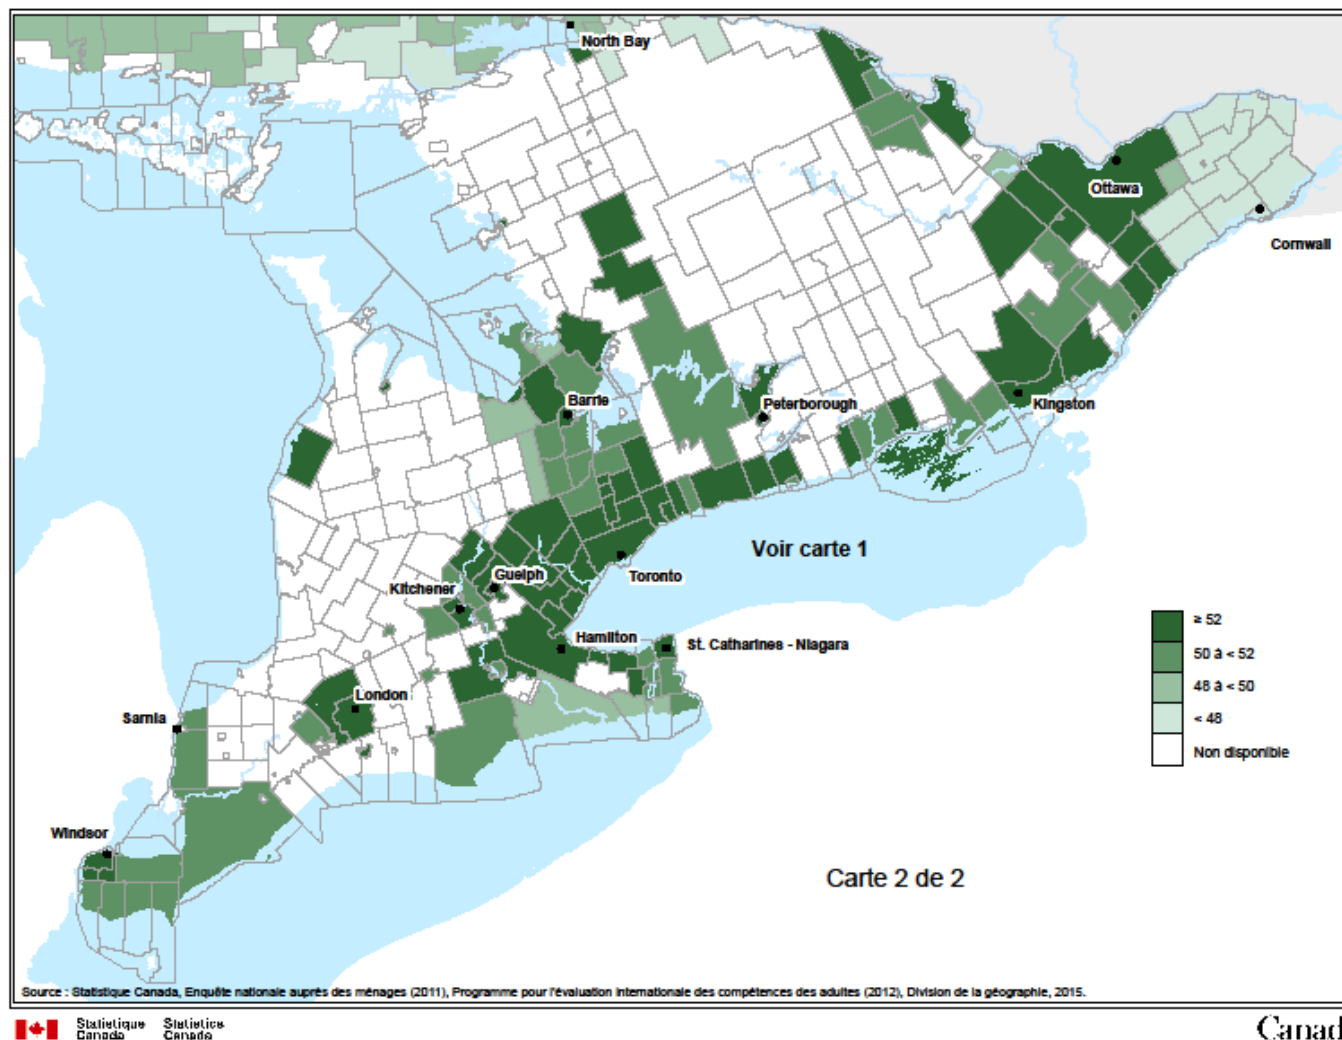 North Bay
Ottawa
Cornwall
Barrie
Peterborough
Kingston
Voir carte 1
Toronto
Guelph
Kitchener
Hamilton
St. Catharines - Niagara
London
Sarnia
Windsor
≥ 52
50 à < 52
48 à < 50
< 48
Non disponible
Carte 2 de 2
Source : Statistique Canada, Enquête nationale auprès des ménages (2011), Programme pour l'évaluation internationale des compétences des adultes (2012), Division de la géographie, 2015.
Statistique Statistics
Canada Canada
Canad